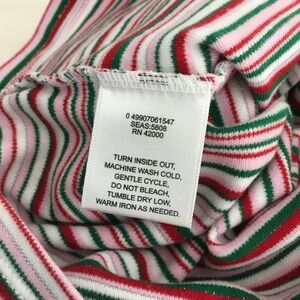 0 49907061547
SEAS:5808
RN 42000
TURN INSIDE OUT,
MACHINE WASH COLD,
GENTLE CYCLE,
DO NOT BLEACH,
TUMBLE DRY LOW,
WARM IRON AS NEEDED.